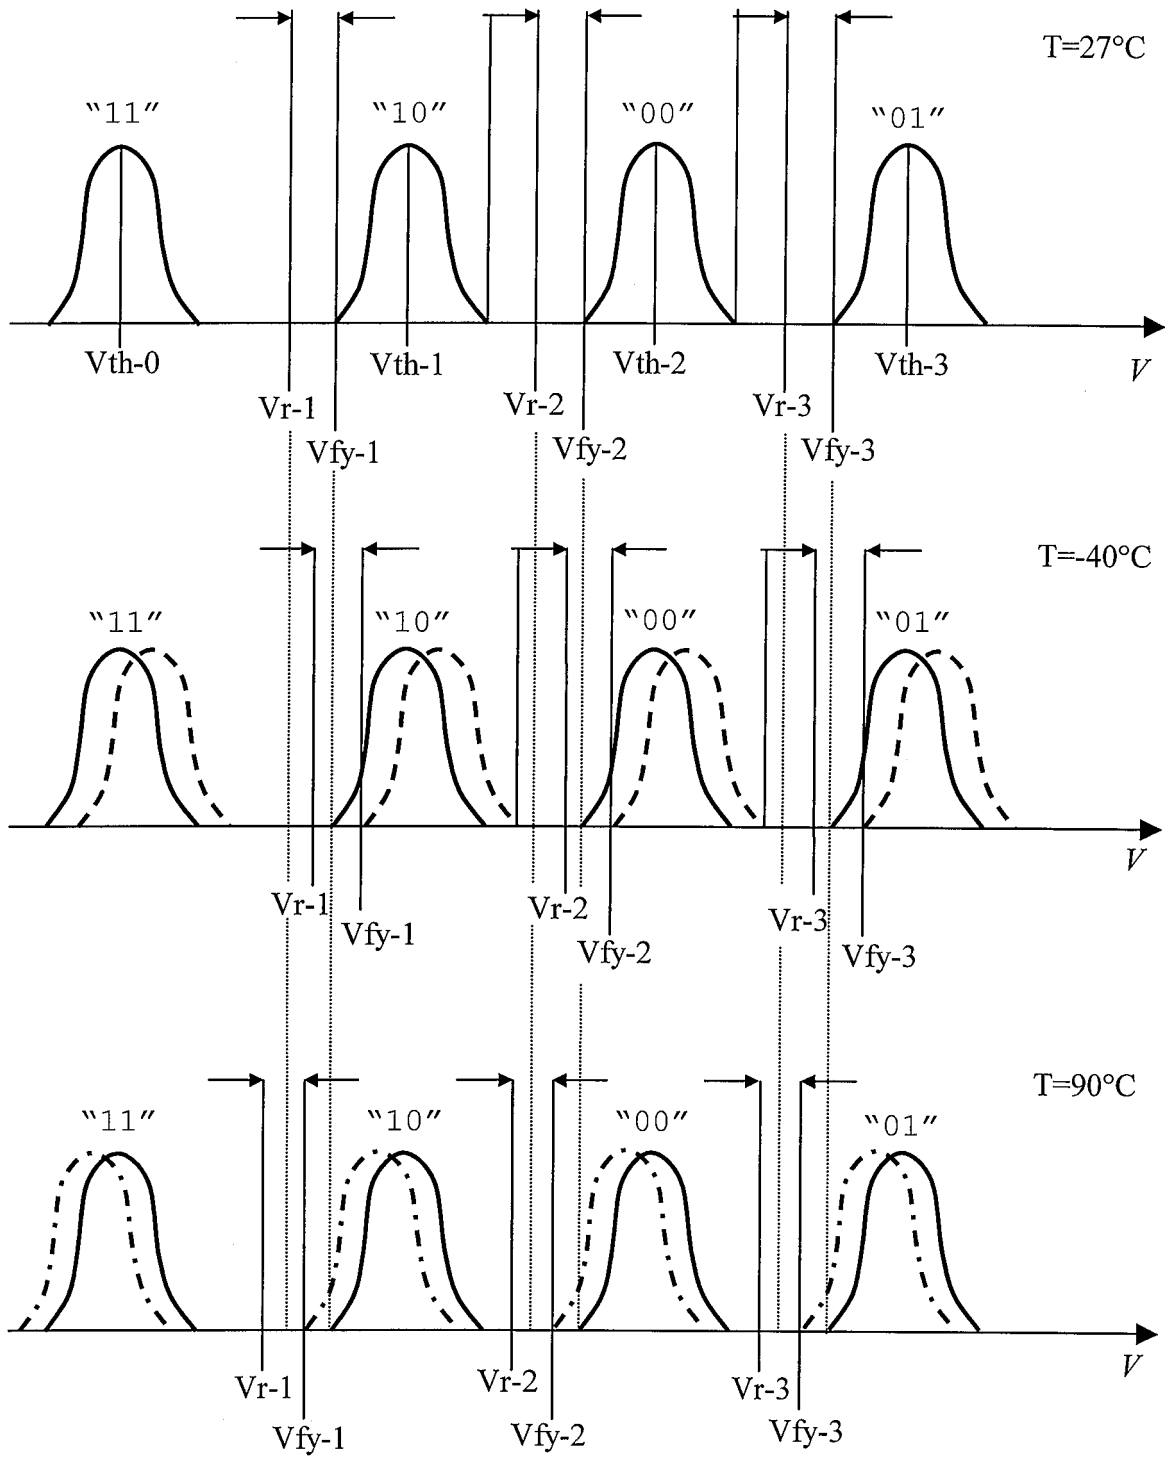 T=27°C
“11” “10” “00” “01”
Vth-0 Vth-1 Vth-2 Vth-3 V
Vr-1 Vr-2 Vr-3
Vfy-1 Vfy-2 Vfy-3
T=-40°C
“11” “10” “00” “01”
V
Vr-1 Vr-2 Vr-3
Vfy-1 Vfy-2 Vfy-3
T=90°C
“11” “10” “00” “01”
V
Vr-1 Vr-2 Vr-3
Vfy-1 Vfy-2 Vfy-3